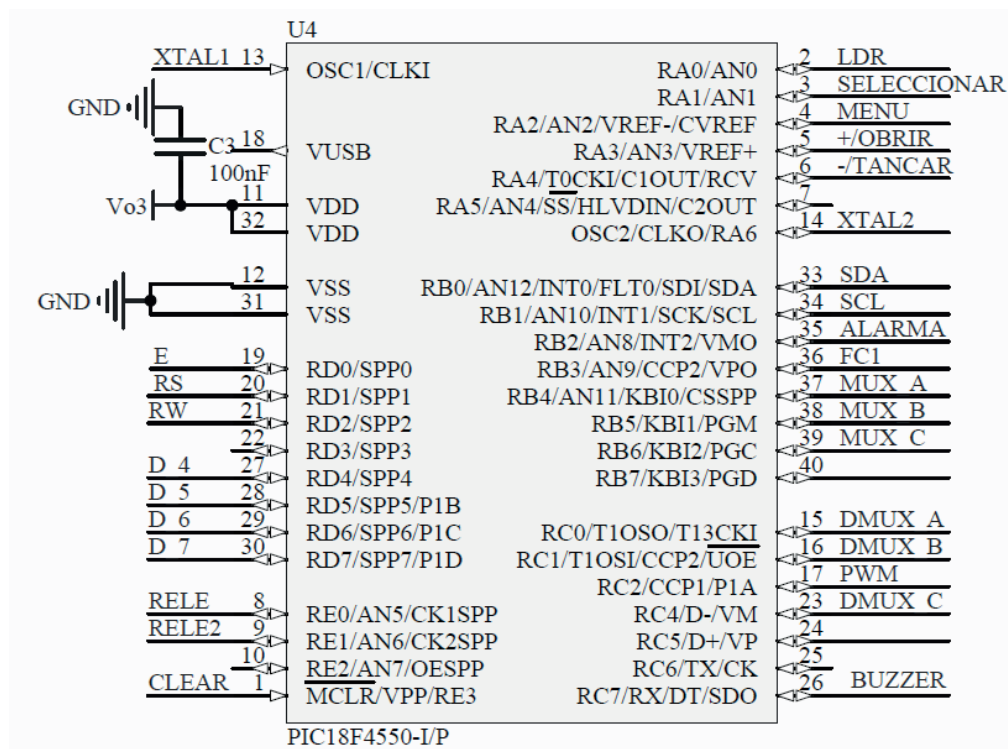 U4
XTAL1 13 OSC1/CLKI RA0/AN0 2 LDR
RA1/AN1 3 SELECCIONAR
GND RA2/AN2/VREF-/CVREF 4 MENU
C3 18 VUSB RA3/AN3/VREF+ 5 +/OBRIR
100nF RA4/T0CKI/C1OUT/RCV 6 -/TANCAR
Vo3 11 VDD RA5/AN4/SS/HLVDIN/C2OUT 7
32 VDD OSC2/CLKO/RA6 14 XTAL2
12 VSS RB0/AN12/INT0/FLT0/SDI/SDA 33 SDA
GND 31 VSS RB1/AN10/INT1/SCK/SCL 34 SCL
RB2/AN8/INT2/VMO 35 ALARMA
E 19 RD0/SPP0 RB3/AN9/CCP2/VPO 36 FC1
RS 20 RD1/SPP1 RB4/AN11/KBI0/CSSPP 37 MUX A
RW 21 RD2/SPP2 RB5/KBI1/PGM 38 MUX B
22 RD3/SPP3 RB6/KBI2/PGC 39 MUX C
D 4 27 RD4/SPP4 RB7/KBI3/PGD 40
D 5 28 RD5/SPP5/P1B
D 6 29 RD6/SPP6/P1C RC0/T1OSO/T13CKI 15 DMUX A
D 7 30 RD7/SPP7/P1D RC1/T1OSI/CCP2/UOE 16 DMUX B
RC2/CCP1/P1A 17 PWM
RELE 8 RE0/AN5/CK1SPP RC4/D-/VM 23 DMUX C
RELE2 9 RE1/AN6/CK2SPP RC5/D+/VP 24
10 RE2/AN7/OESPP RC6/TX/CK 25
CLEAR 1 MCLR/VPP/RE3 RC7/RX/DT/SDO 26 BUZZER
PIC18F4550-I/P